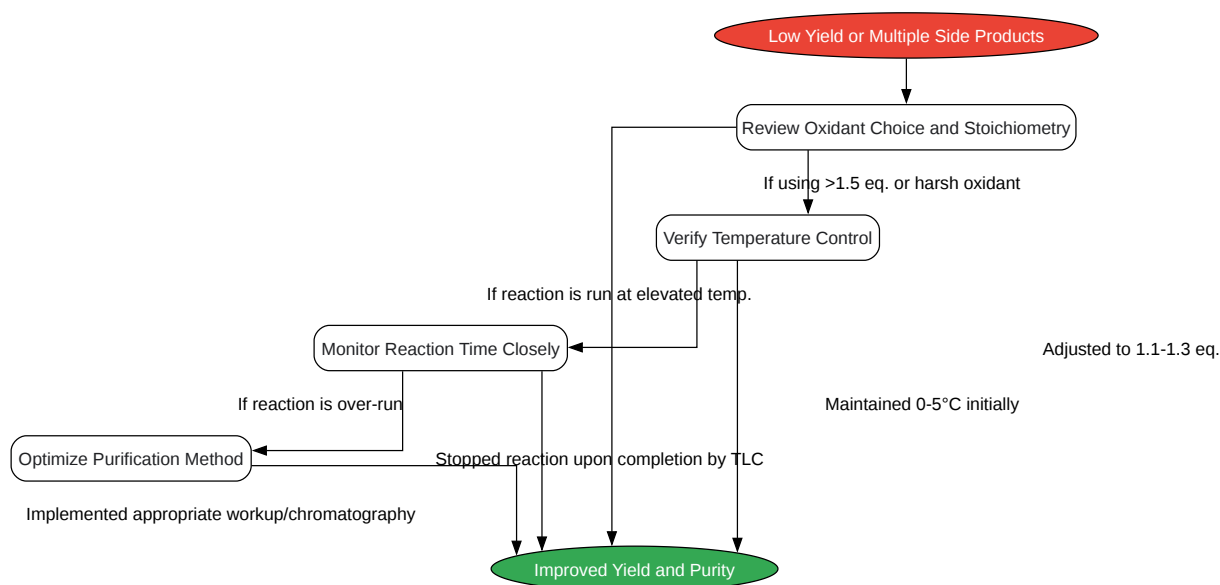 Low Yield or Multiple Side Products
Review Oxidant Choice and Stoichiometry
If using >1.5 eq. or harsh oxidant
Verify Temperature Control
If reaction is run at elevated temp.
Monitor Reaction Time Closely
Adjusted to 1.1-1.3 eq.
If reaction is over-run
Maintained 0-5°C initially
Optimize Purification Method
Stopped reaction upon completion by TLC
Implemented appropriate workup/chromatography
Improved Yield and Purity